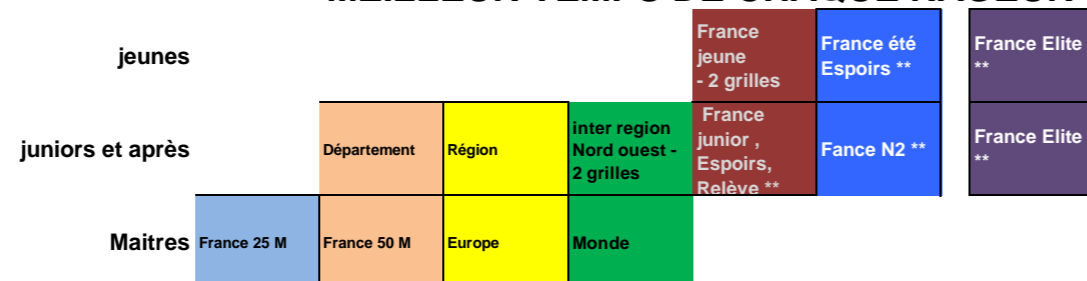 jeunes
France
jeune
- 2 grilles
France été
Espoirs **
France Elite
**
juniors et après
Département
Région
inter region
Nord ouest -
2 grilles
France
junior ,
Espoirs,
Relève **
Fance N2 **
France Elite
**
Maitres
France 25 M
France 50 M
Europe
Monde